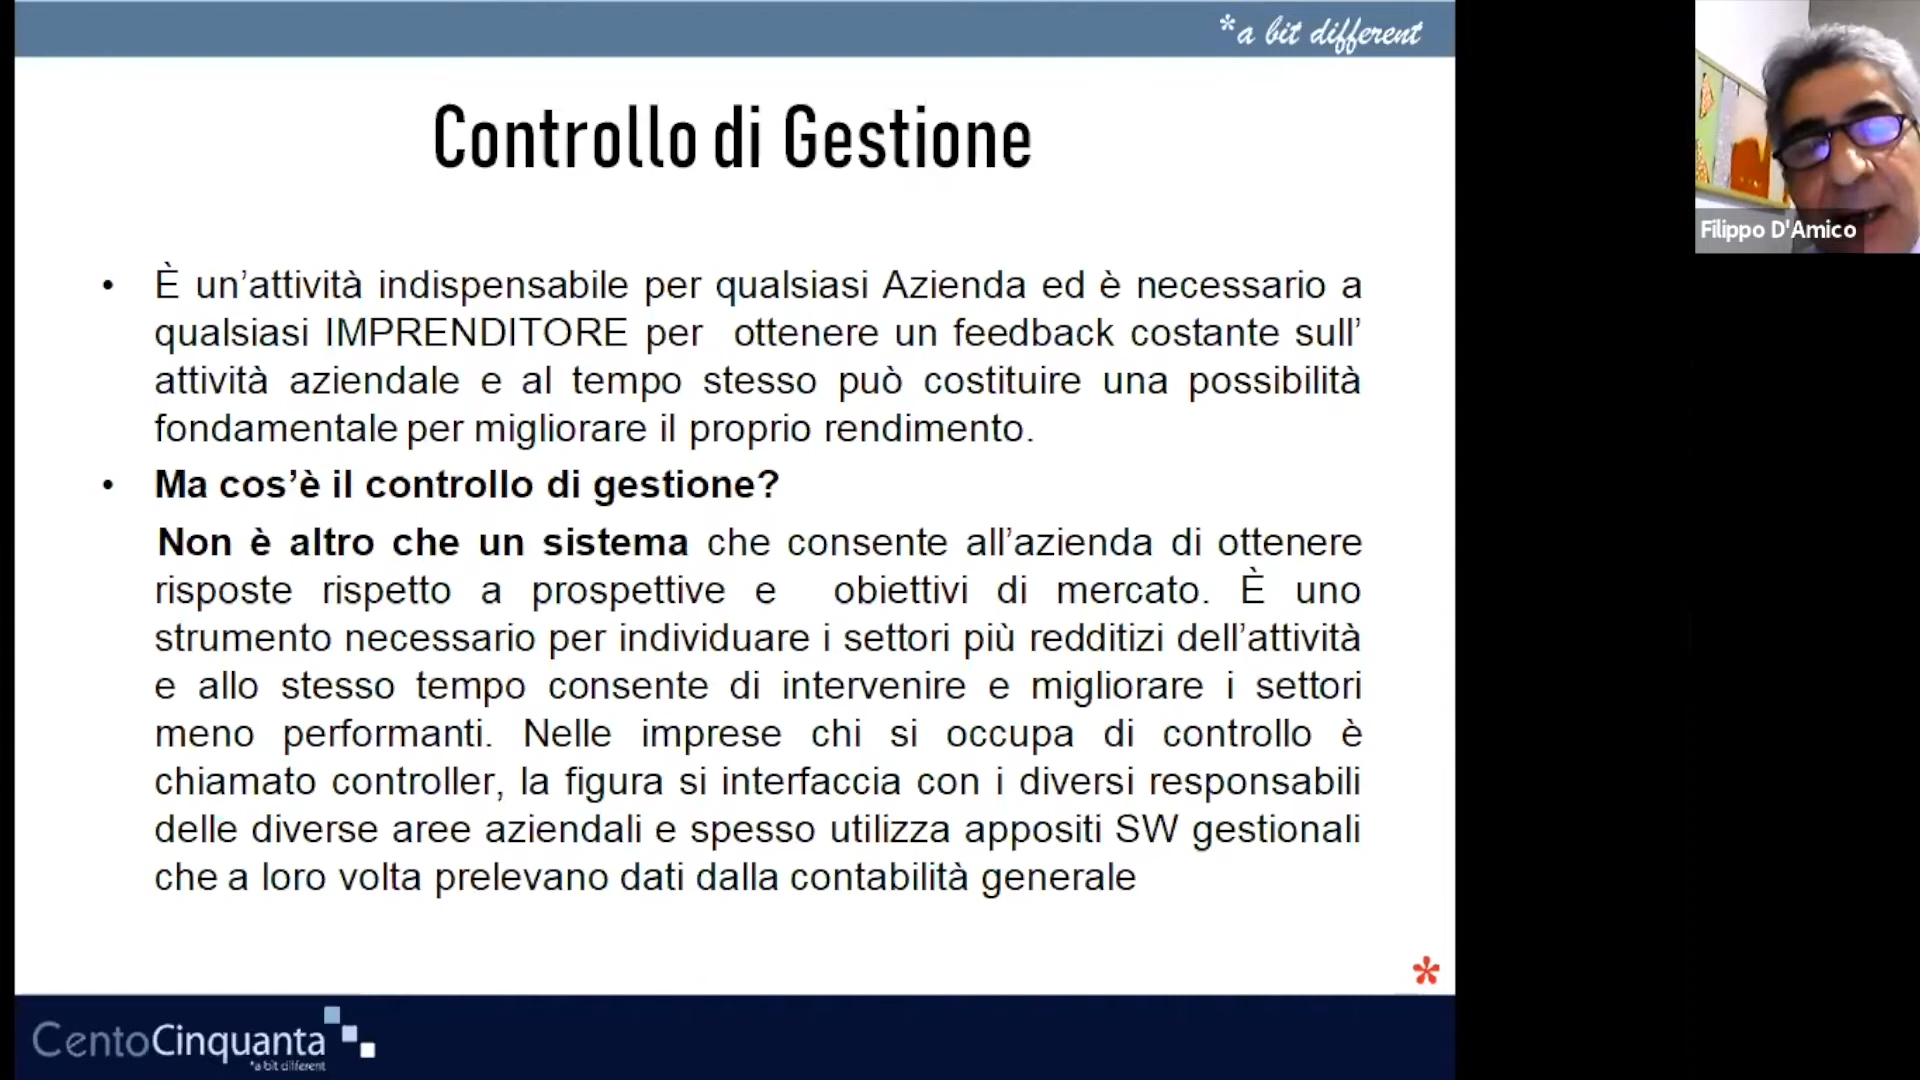 *a bit different
Controllo di Gestione
• È un’attività indispensabile per qualsiasi Azienda ed è necessario a
qualsiasi IMPRENDITORE per ottenere un feedback costante sull’
attività aziendale e al tempo stesso può costituire una possibilità
fondamentale per migliorare il proprio rendimento.
• Ma cos’è il controllo di gestione?
Non è altro che un sistema che consente all’azienda di ottenere
risposte rispetto a prospettive e obiettivi di mercato. È uno
strumento necessario per individuare i settori più redditizi dell’attività
e allo stesso tempo consente di intervenire e migliorare i settori
meno performanti. Nelle imprese chi si occupa di controllo è
chiamato controller, la figura si interfaccia con i diversi responsabili
delle diverse aree aziendali e spesso utilizza appositi SW gestionali
che a loro volta prelevano dati dalla contabilità generale
*
CentoCinquanta
*a bit different
Filippo D'Amico